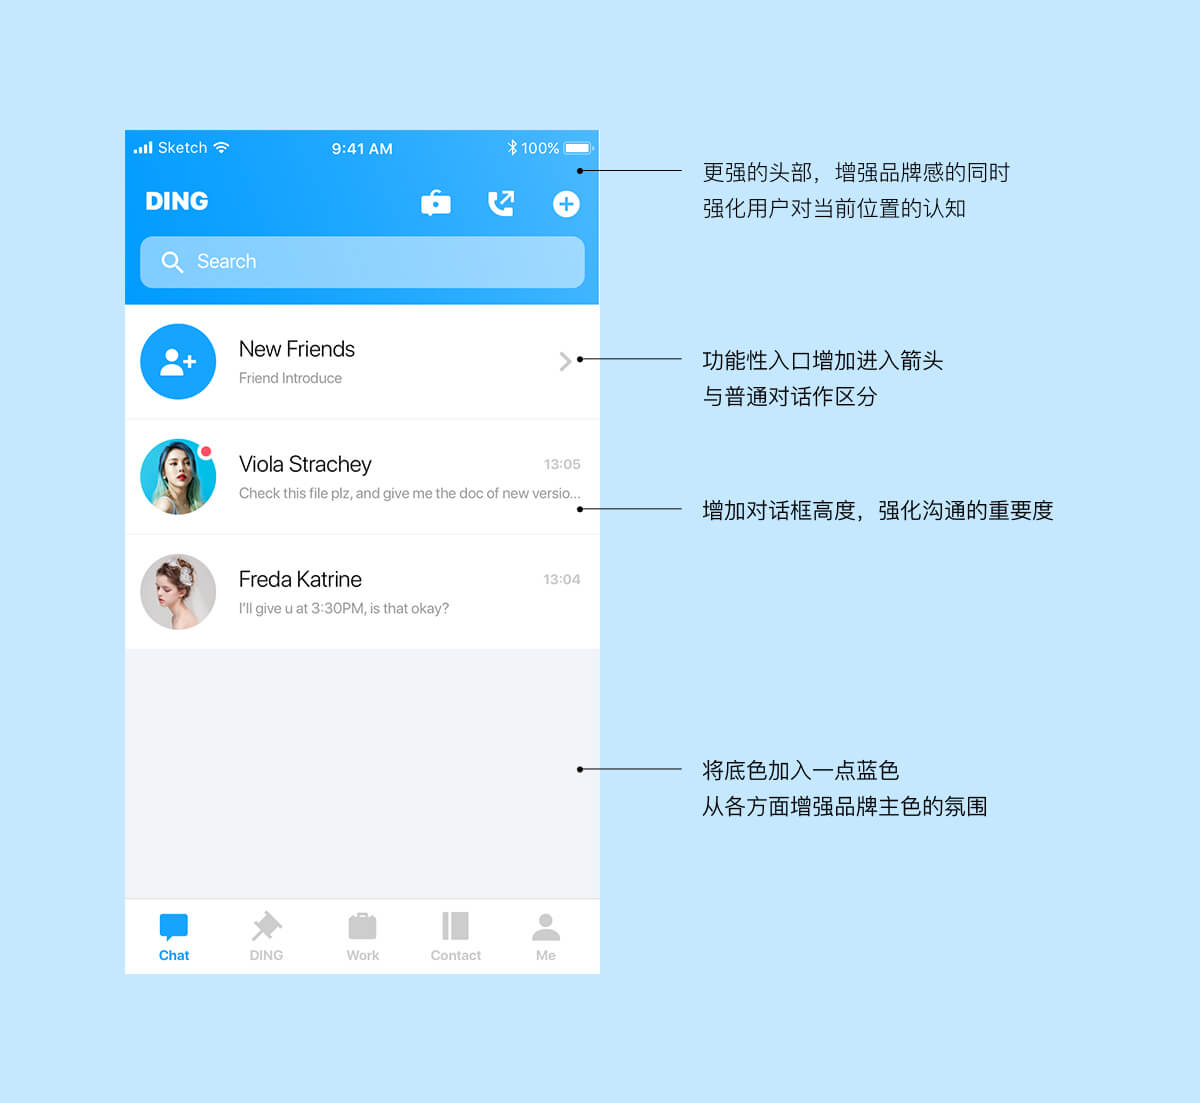 Sketch 9:41 AM 100%
DING
Search
更强的头部，增强品牌感的同时
强化用户对当前位置的认知
New Friends
Friend Introduce
功能性入口增加进入箭头
与普通对话作区分
Viola Strachey 13:05
Check this file plz, and give me the doc of new versio...
增加对话框高度，强化沟通的重要度
Freda Katrine 13:04
I'll give u at 3:30PM, is that okay?
将底色加入一点蓝色
从各方面增强品牌主色的氛围
Chat DING Work Contact Me